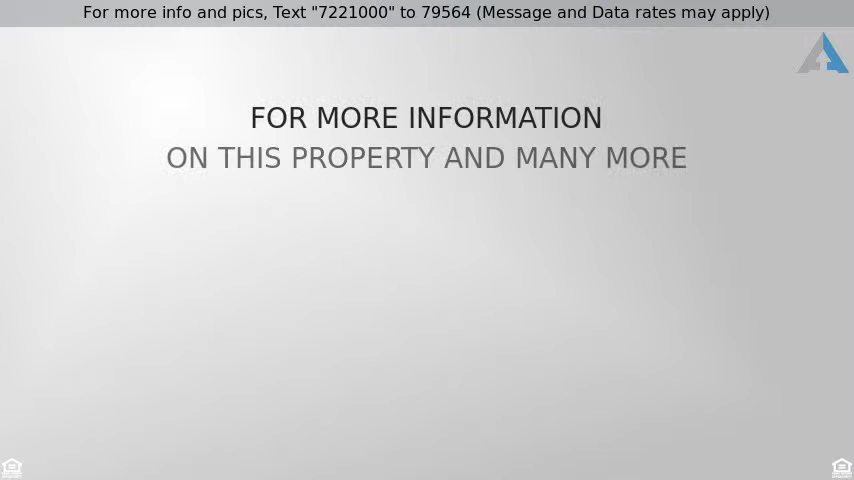 For more info and pics, Text "7221000" to 79564 (Message and Data rates may apply)
FOR MORE INFORMATION
ON THIS PROPERTY AND MANY MORE